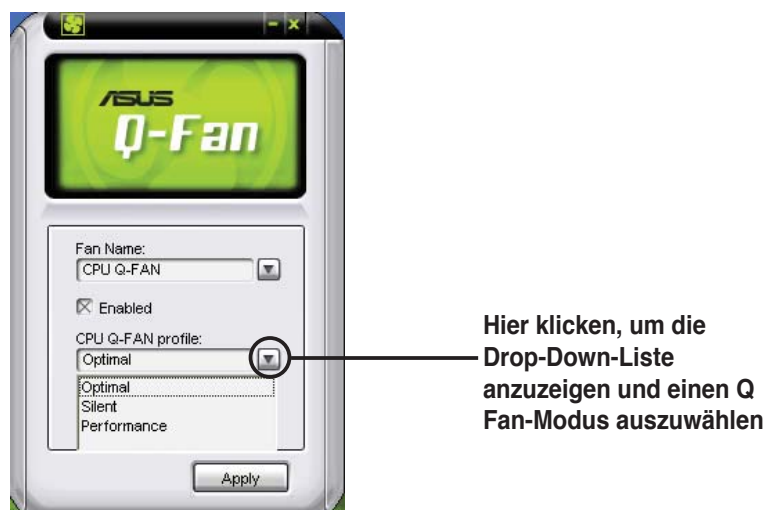 ASUS
Q-Fan
Fan Name:
CPU Q-FAN
Enabled
CPU Q-FAN profile:
Optimal
Optimal
Silent
Performance
Apply
Hier klicken, um die
Drop-Down-Liste
anzuzeigen und einen Q
Fan-Modus auszuwählen